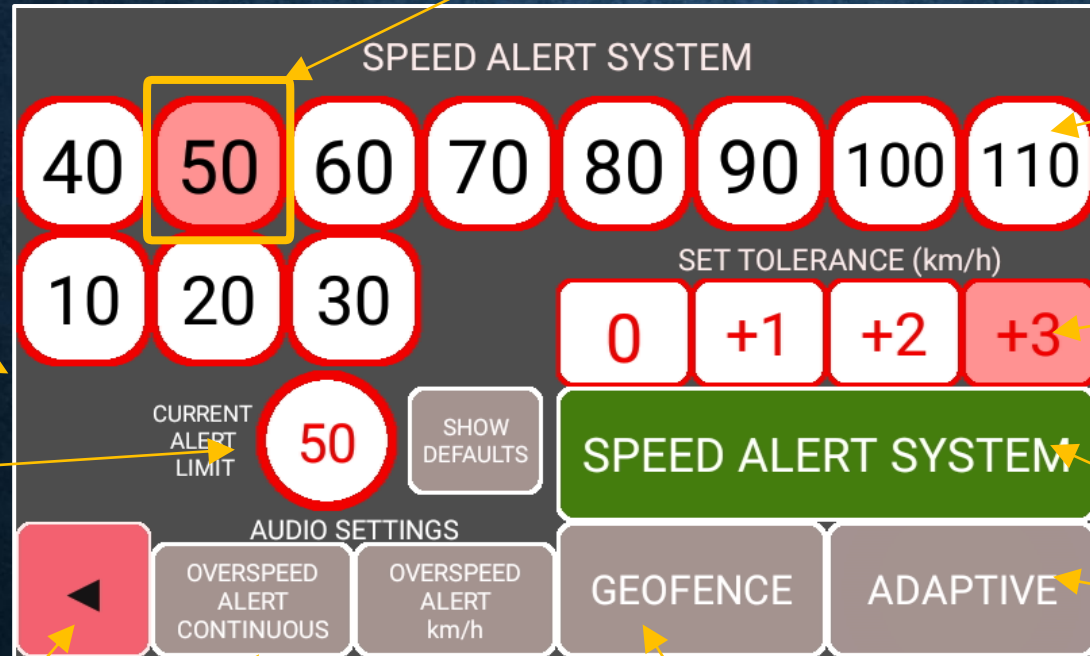 SPEED ALERT SYSTEM
40 50 60 70 80 90 100 110
10 20 30
SET TOLERANCE (km/h)
0 +1 +2 +3
CURRENT
ALERT
LIMIT
50
SHOW
DEFAULTS
SPEED ALERT SYSTEM
AUDIO SETTINGS
OVERSPEED
ALERT
CONTINUOUS
OVERSPEED
ALERT
km/h
GEOFENCE
ADAPTIVE